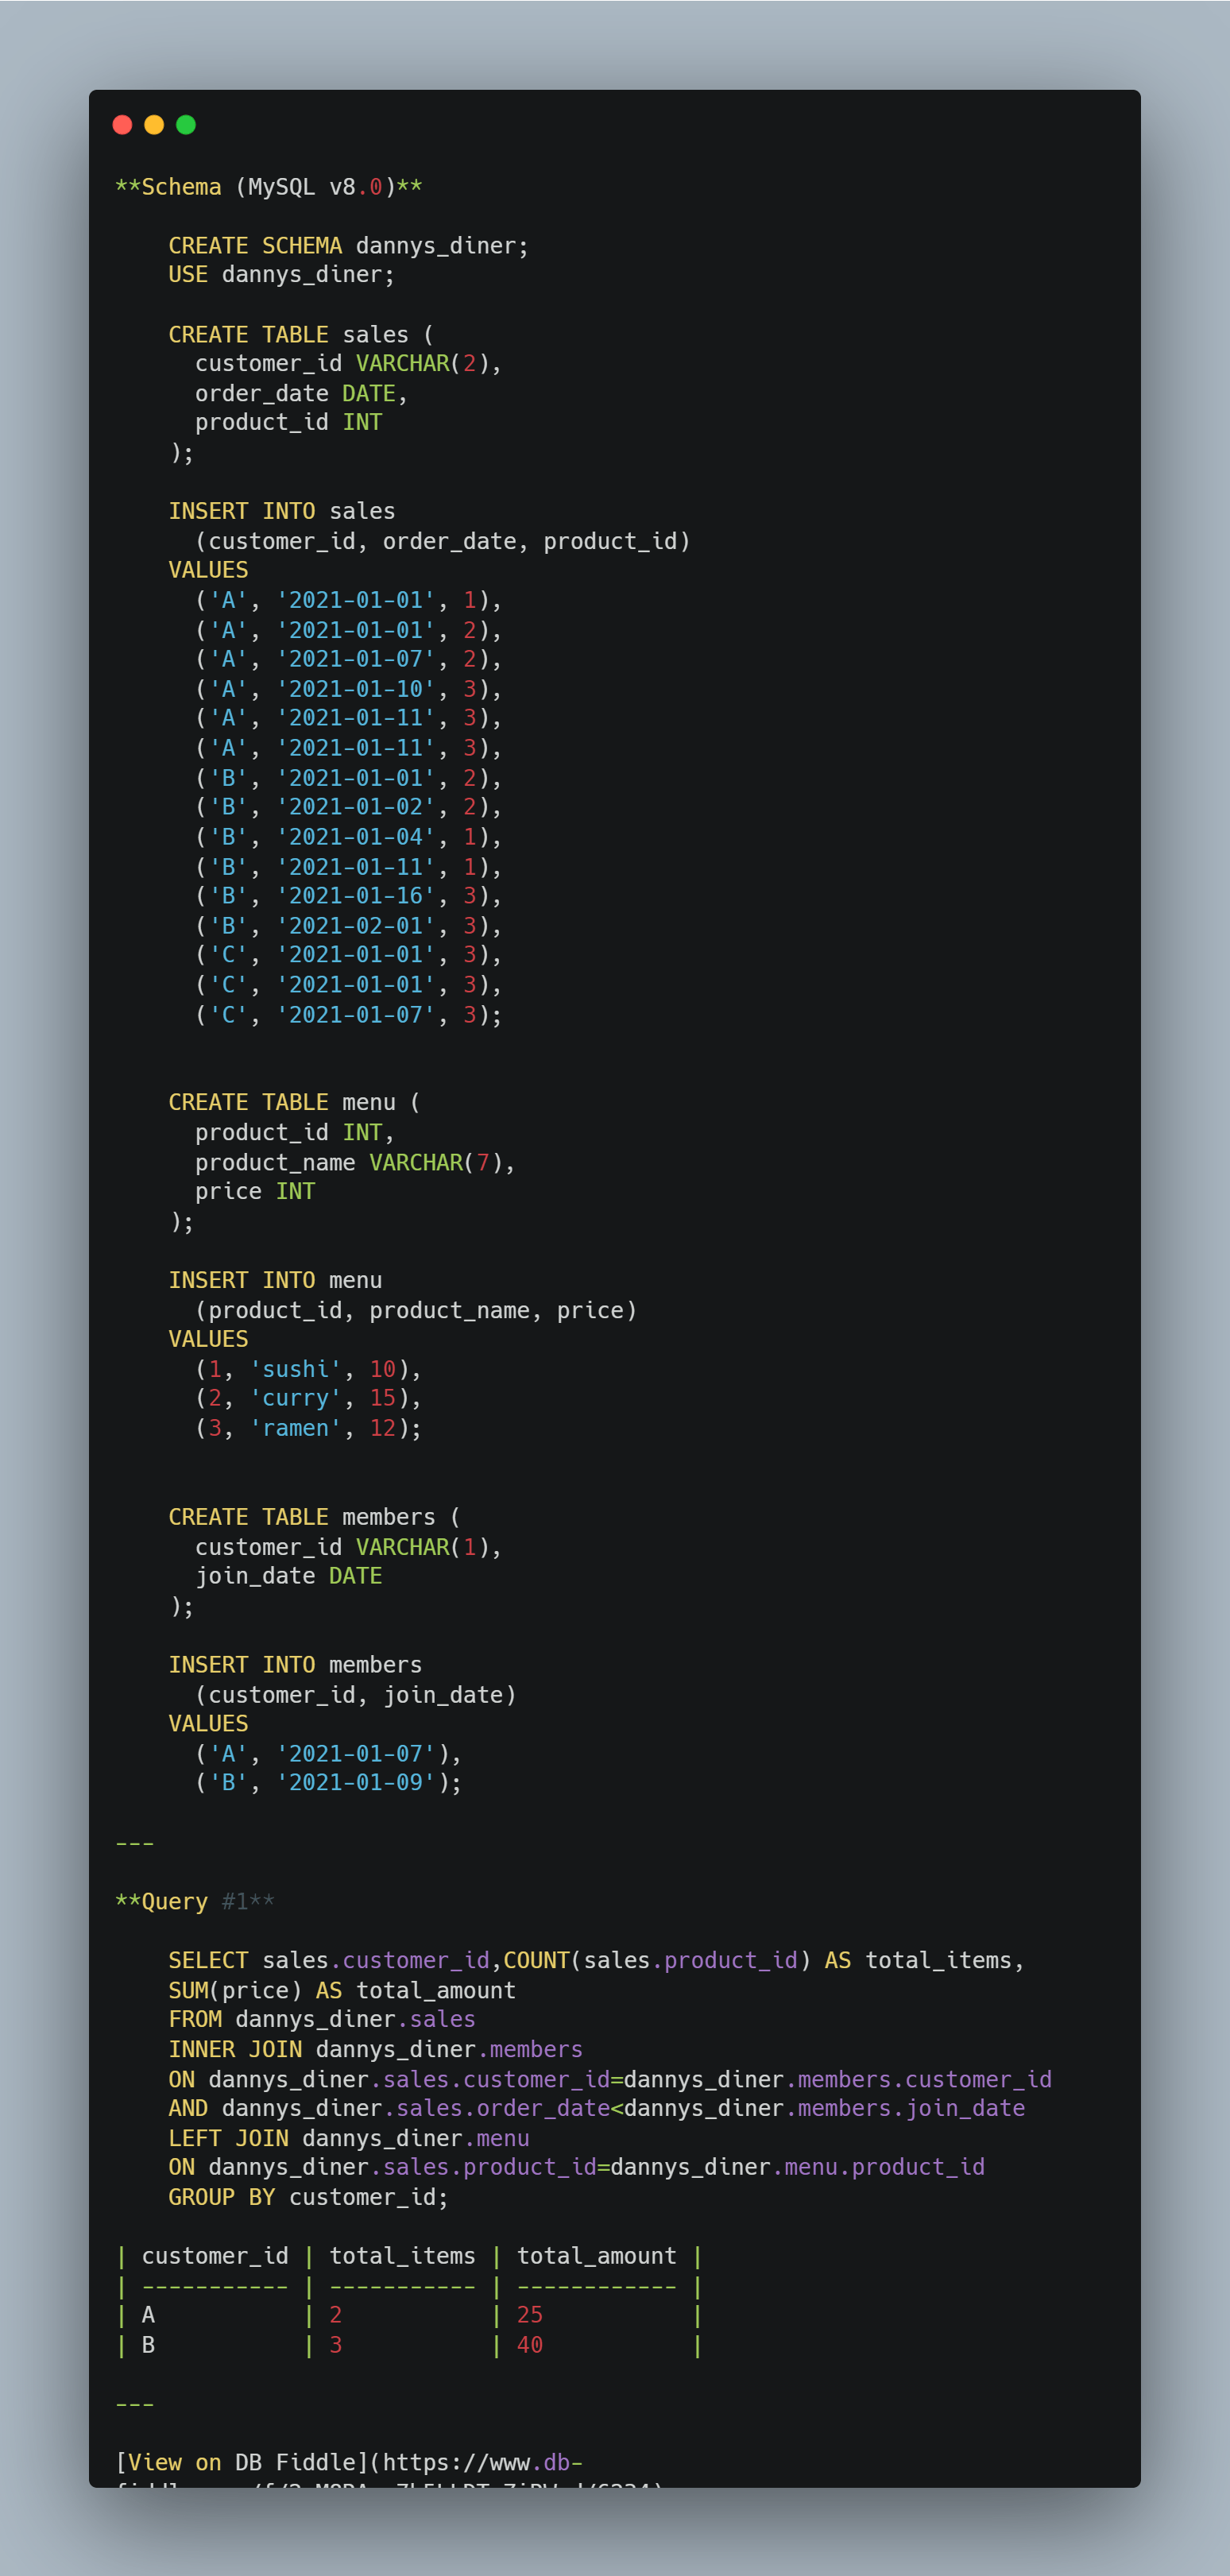 **Schema (MySQL v8.0)**
CREATE SCHEMA dannys_diner;
USE dannys_diner;
CREATE TABLE sales (
customer_id VARCHAR(2),
order_date DATE,
product_id INT
);
INSERT INTO sales
(customer_id, order_date, product_id)
VALUES
('A', '2021-01-01', 1),
('A', '2021-01-01', 2),
('A', '2021-01-07', 2),
('A', '2021-01-10', 3),
('A', '2021-01-11', 3),
('A', '2021-01-11', 3),
('B', '2021-01-01', 2),
('B', '2021-01-02', 2),
('B', '2021-01-04', 1),
('B', '2021-01-11', 1),
('B', '2021-01-16', 3),
('B', '2021-02-01', 3),
('C', '2021-01-01', 3),
('C', '2021-01-01', 3),
('C', '2021-01-07', 3);
CREATE TABLE menu (
product_id INT,
product_name VARCHAR(7),
price INT
);
INSERT INTO menu
(product_id, product_name, price)
VALUES
(1, 'sushi', 10),
(2, 'curry', 15),
(3, 'ramen', 12);
CREATE TABLE members (
customer_id VARCHAR(1),
join_date DATE
);
INSERT INTO members
(customer_id, join_date)
VALUES
('A', '2021-01-07'),
('B', '2021-01-09');
---
**Query #1**
SELECT sales.customer_id,COUNT(sales.product_id) AS total_items,
SUM(price) AS total_amount
FROM dannys_diner.sales
INNER JOIN dannys_diner.members
ON dannys_diner.sales.customer_id=dannys_diner.members.customer_id
AND dannys_diner.sales.order_date<dannys_diner.members.join_date
LEFT JOIN dannys_diner.menu
ON dannys_diner.sales.product_id=dannys_diner.menu.product_id
GROUP BY customer_id;
| customer_id | total_items | total_amount |
| ----------- | ----------- | ------------ |
| A | 2 | 25 |
| B | 3 | 40 |
---
[View on DB Fiddle](https://www.db-